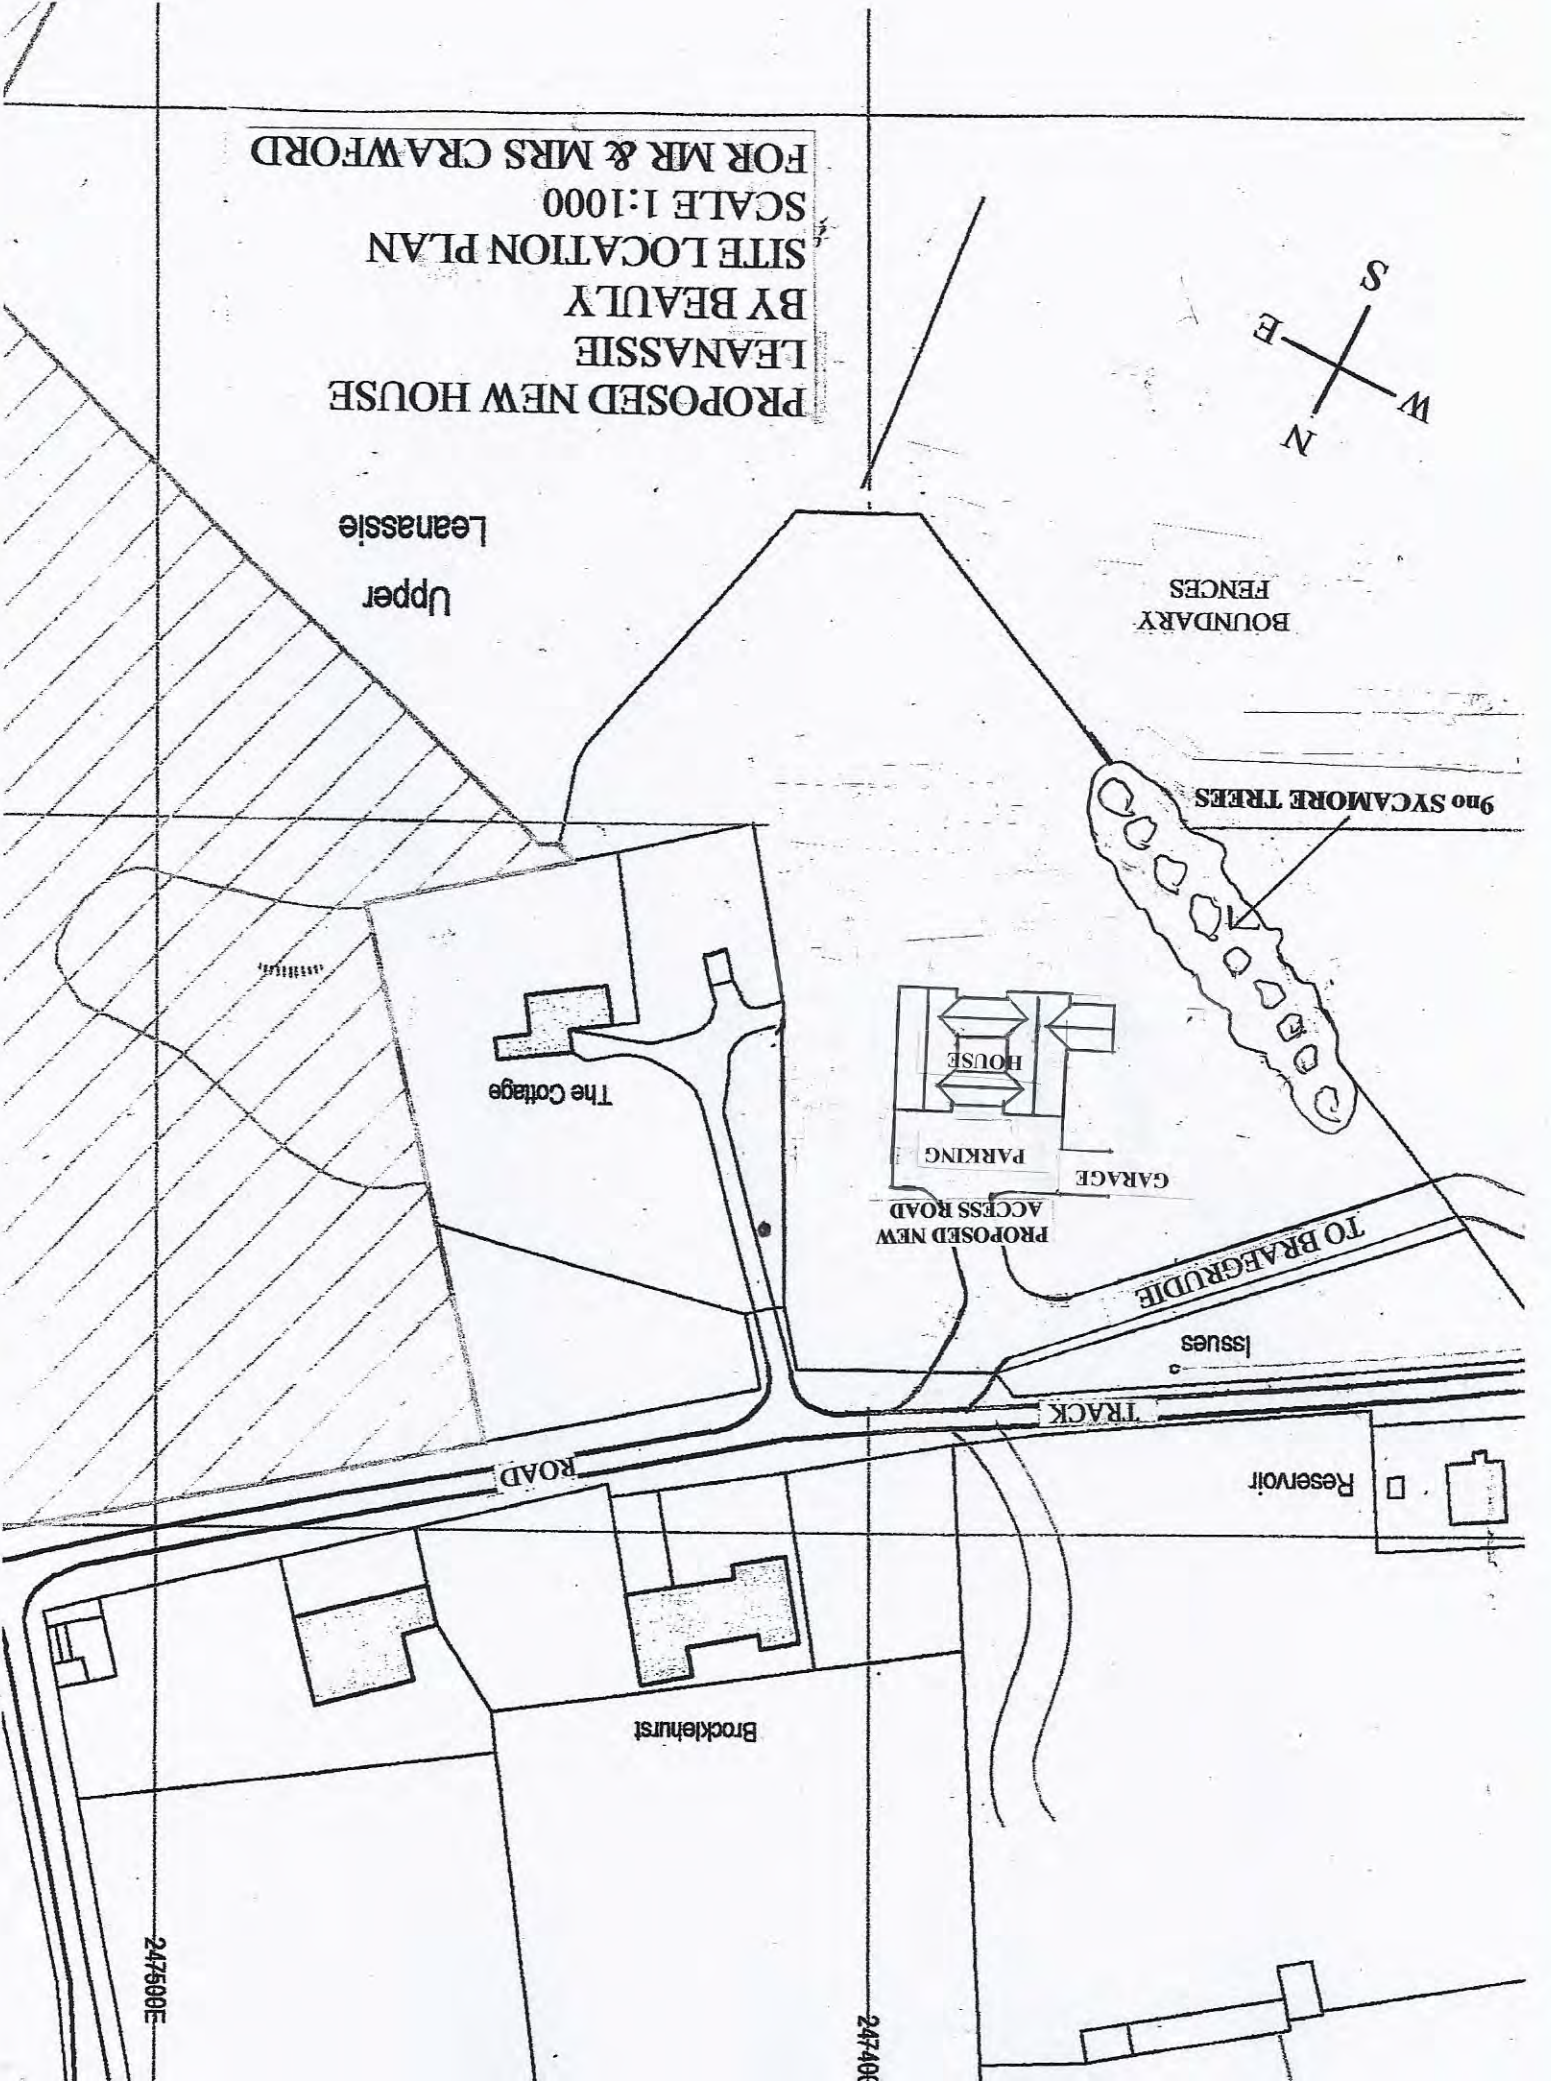 247500E
24740
Brocklehurst
Reservoir
ROAD
TRACK
Issues
TO BRAEGRUDIE
PROPOSED NEW
ACCESS ROAD
GARAGE
PARKING
HOUSE
The Cottage
9no SYCAMORE TREES
BOUNDARY
FENCES
Upper
Leanassie
N
W
E
S
PROPOSED NEW HOUSE
LEANASSIE
BY BEAULY
SITE LOCATION PLAN
SCALE 1:1000
FOR MR & MRS CRAWFORD